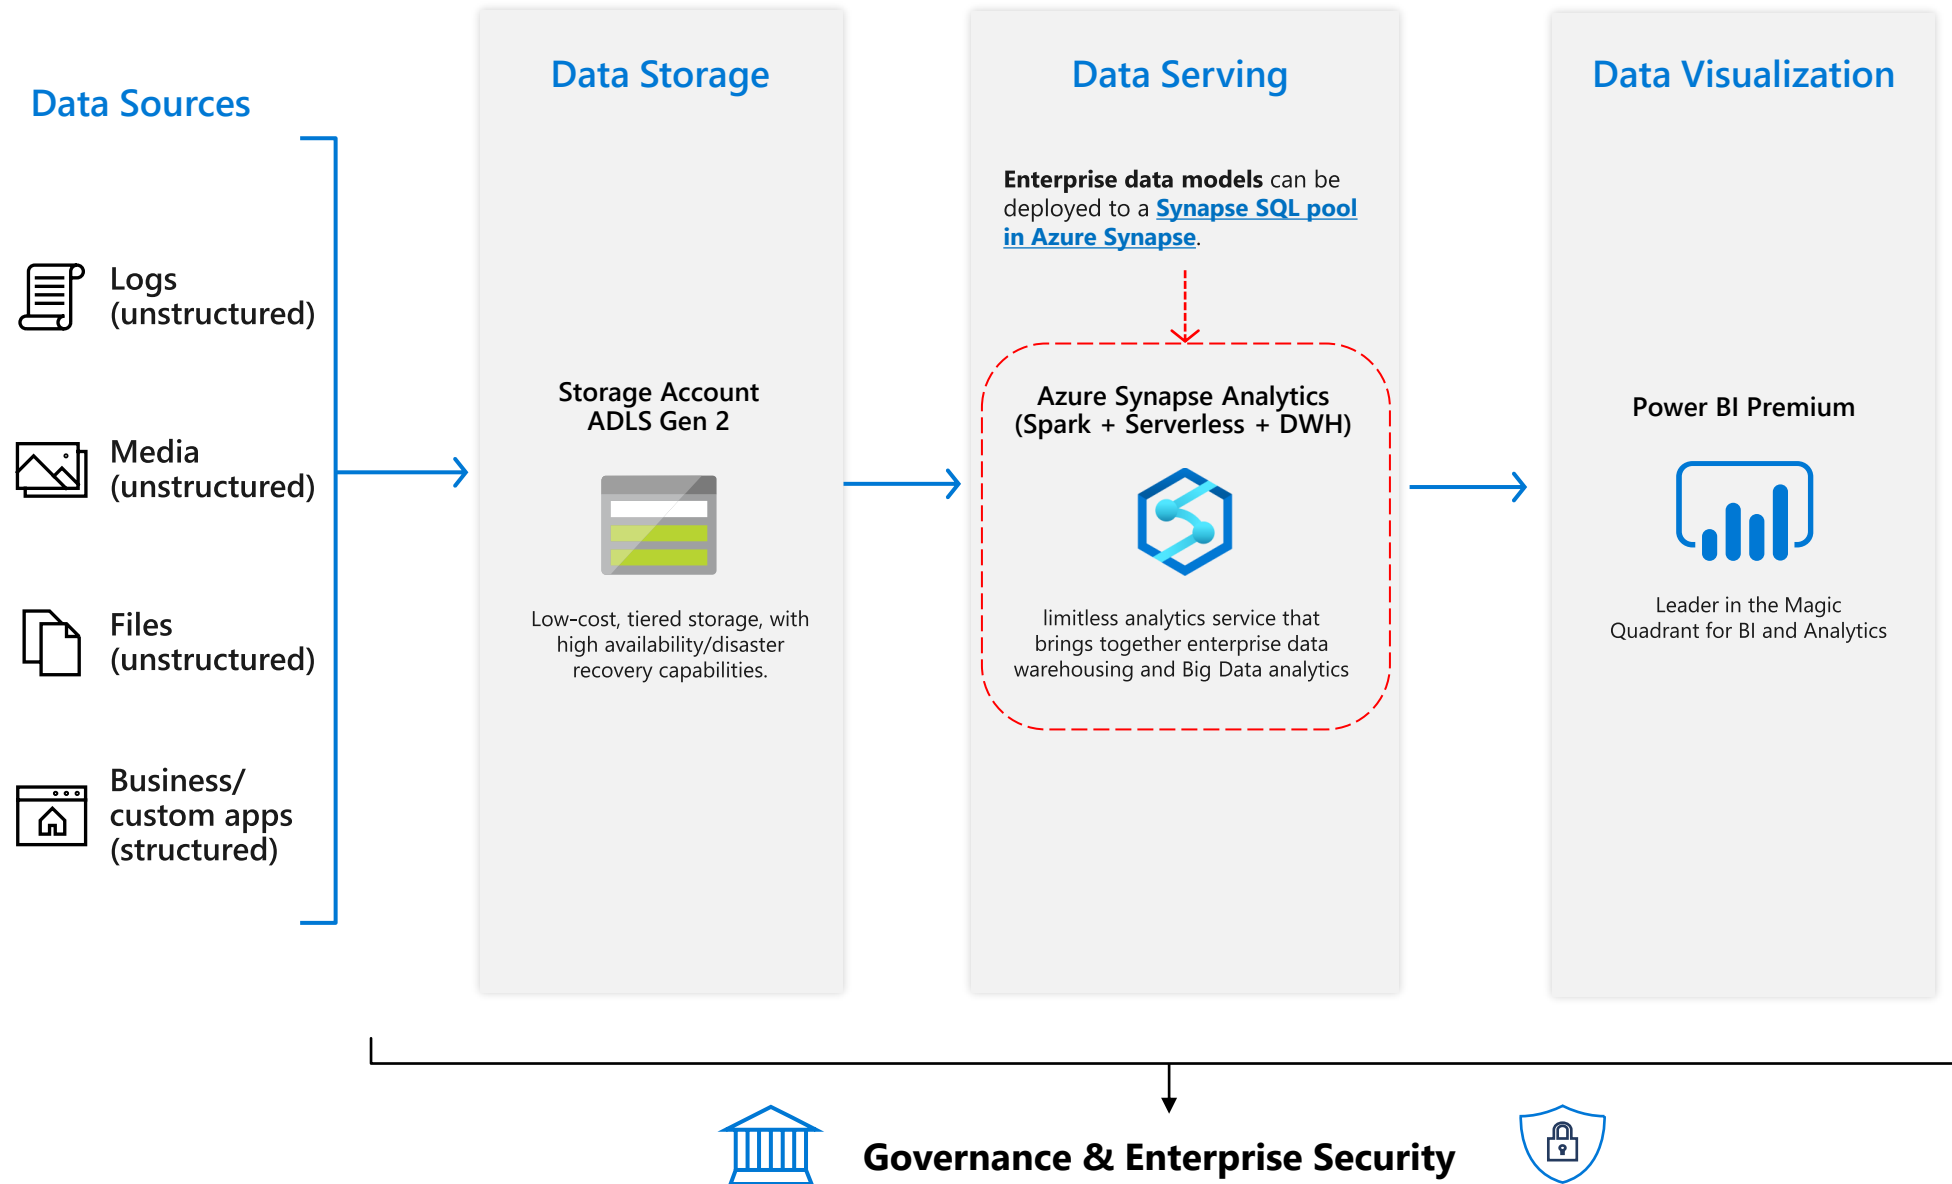 Data Sources
Logs
(unstructured)
Media
(unstructured)
Files
(unstructured)
Business/
custom apps
(structured)
Data Storage
Storage Account
ADLS Gen 2
Low-cost, tiered storage, with
high availability/disaster
recovery capabilities.
Data Serving
Enterprise data models can be
deployed to a Synapse SQL pool
in Azure Synapse.
Azure Synapse Analytics
(Spark + Serverless + DWH)
limitless analytics service that
brings together enterprise data
warehousing and Big Data analytics
Data Visualization
Power BI Premium
Leader in the Magic
Quadrant for BI and Analytics
Governance & Enterprise Security